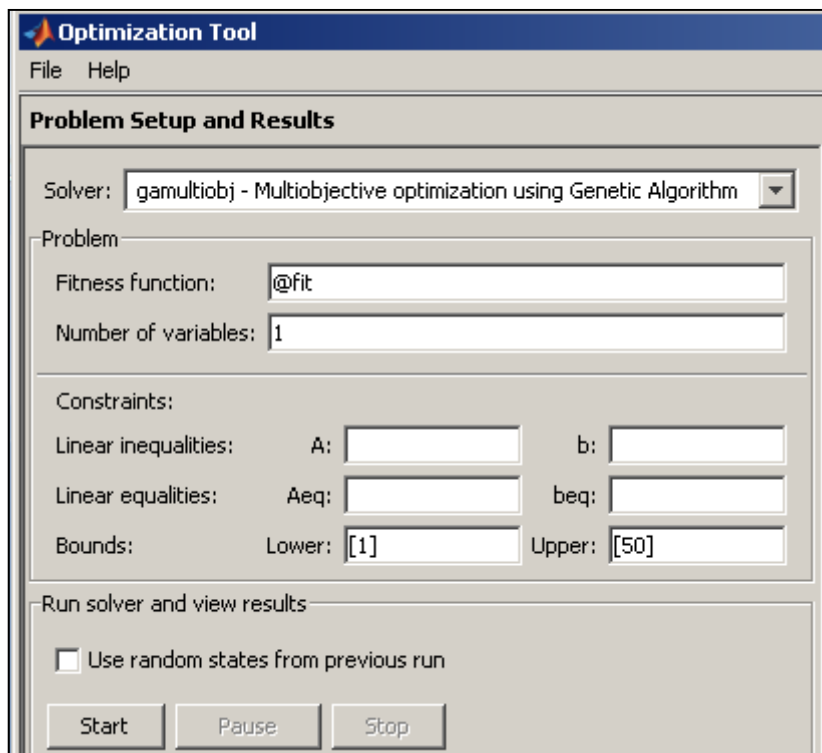 Optimization Tool
File Help
Problem Setup and Results
Solver: gamultiobj - Multiobjective optimization using Genetic Algorithm
Problem
Fitness function: @fit
Number of variables: 1
Constraints:
Linear inequalities: A: b:
Linear equalities: Aeq: beq:
Bounds: Lower: [1] Upper: [50]
Run solver and view results
Use random states from previous run
Start Pause Stop